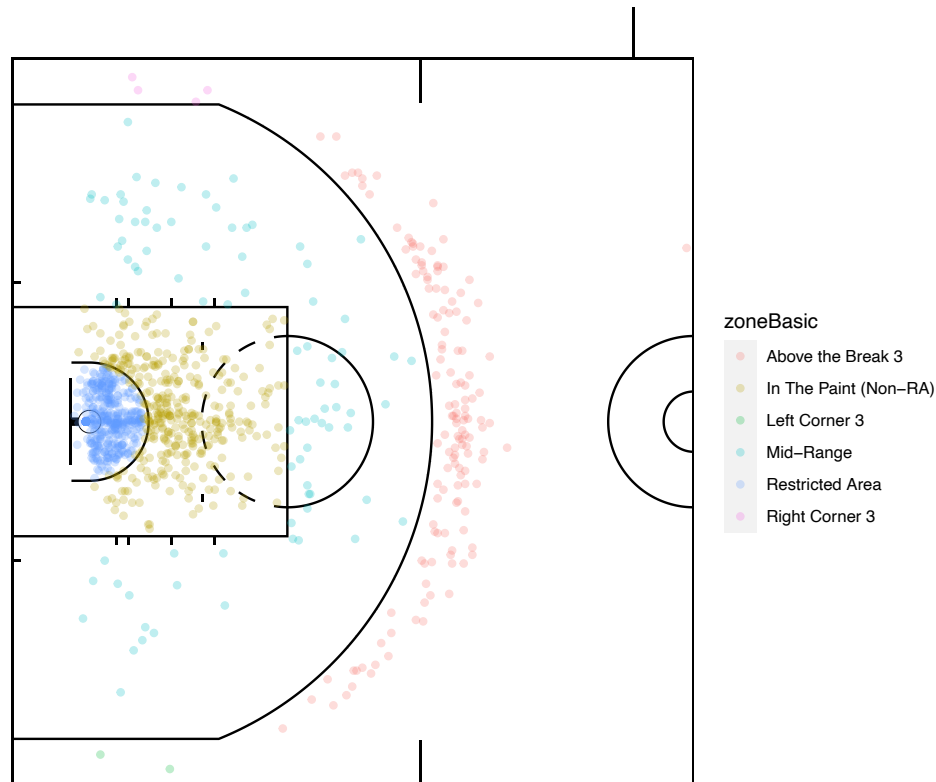 zoneBasic
Above the Break 3
In The Paint (Non−RA)
Left Corner 3
Mid−Range
Restricted Area
Right Corner 3